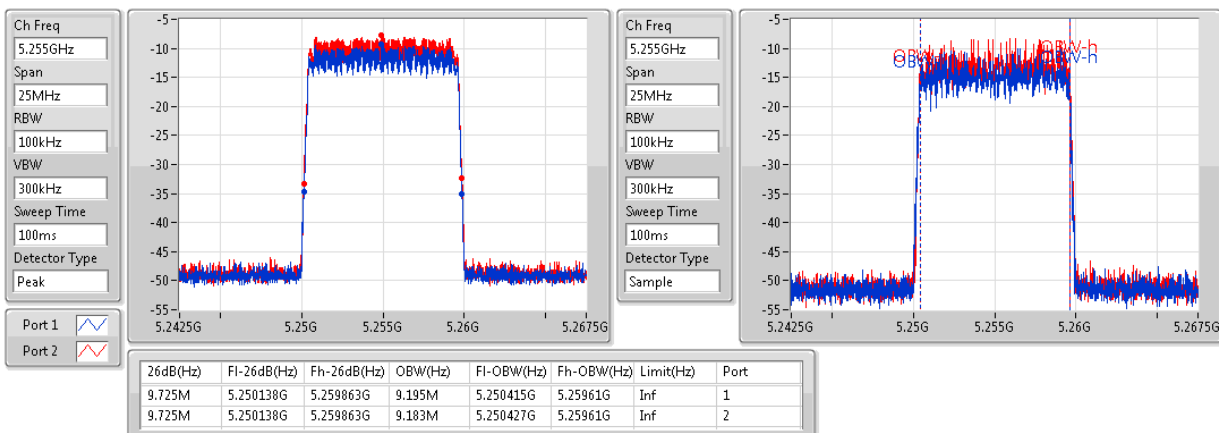 Ch Freq
5.255GHz
Span
25MHz
RBW
100kHz
VBW
300kHz
Sweep Time
100ms
Detector Type
Peak
Port 1
Port 2
-5
-10
-15
-20
-25
-30
-35
-40
-45
-50
-55
5.2425G 5.25G 5.255G 5.26G 5.2675G
Ch Freq
5.255GHz
Span
25MHz
RBW
100kHz
VBW
300kHz
Sweep Time
100ms
Detector Type
Sample
-5
-10
-15
-20
-25
-30
-35
-40
-45
-50
-55
OBW-h
OBW-h
5.2425G 5.25G 5.255G 5.26G 5.2675G
26dB(Hz) Fl-26dB(Hz) Fh-26dB(Hz) OBW(Hz) Fl-OBW(Hz) Fh-OBW(Hz) Limit(Hz) Port
9.725M 5.250138G 5.259863G 9.195M 5.250415G 5.25961G Inf 1
9.725M 5.250138G 5.259863G 9.183M 5.250427G 5.25961G Inf 2